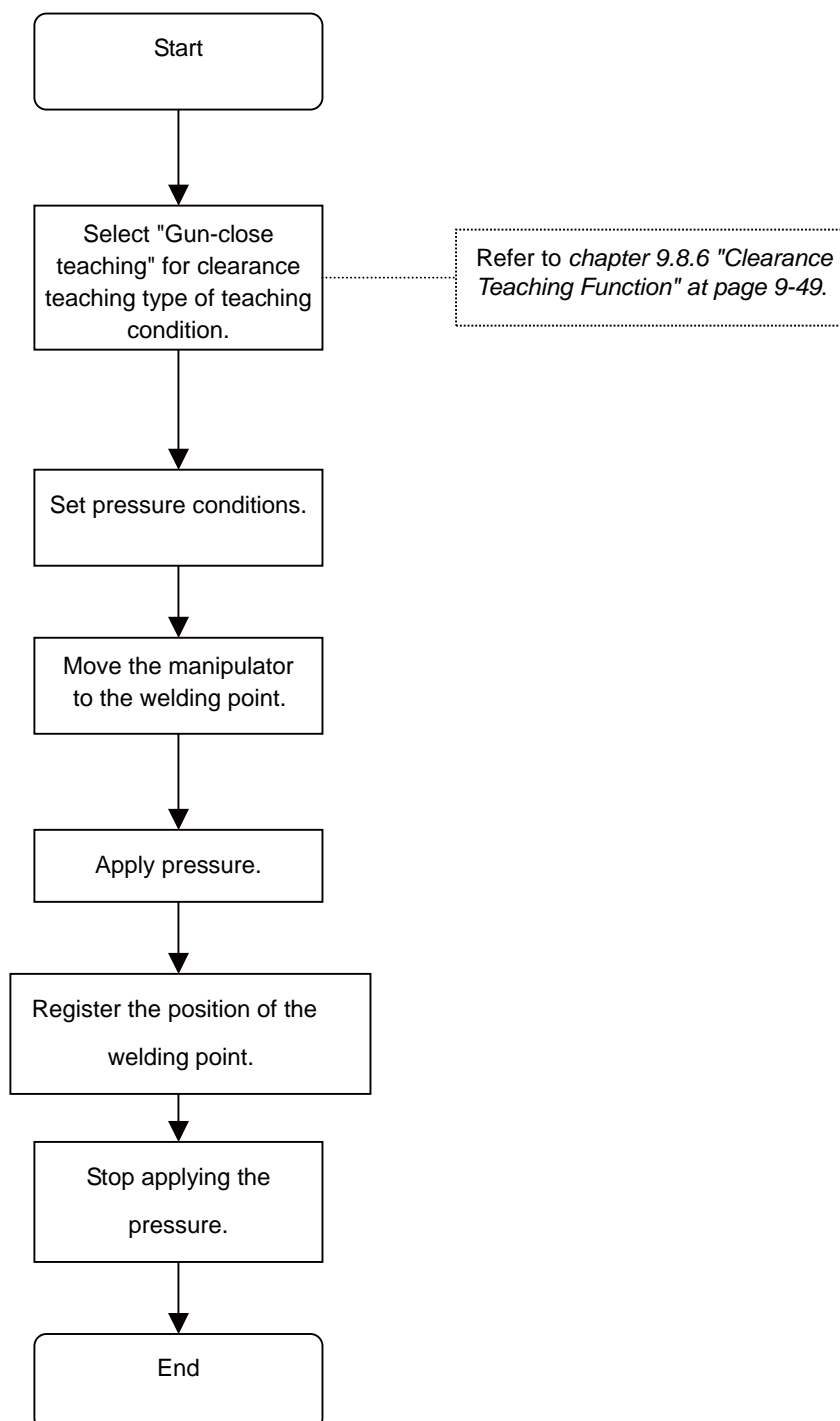 Start
Select "Gun-close
teaching" for clearance
teaching type of teaching
condition.
Refer to chapter 9.8.6 "Clearance
Teaching Function" at page 9-49.
Set pressure conditions.
Move the manipulator
to the welding point.
Apply pressure.
Register the position of the
welding point.
Stop applying the
pressure.
End